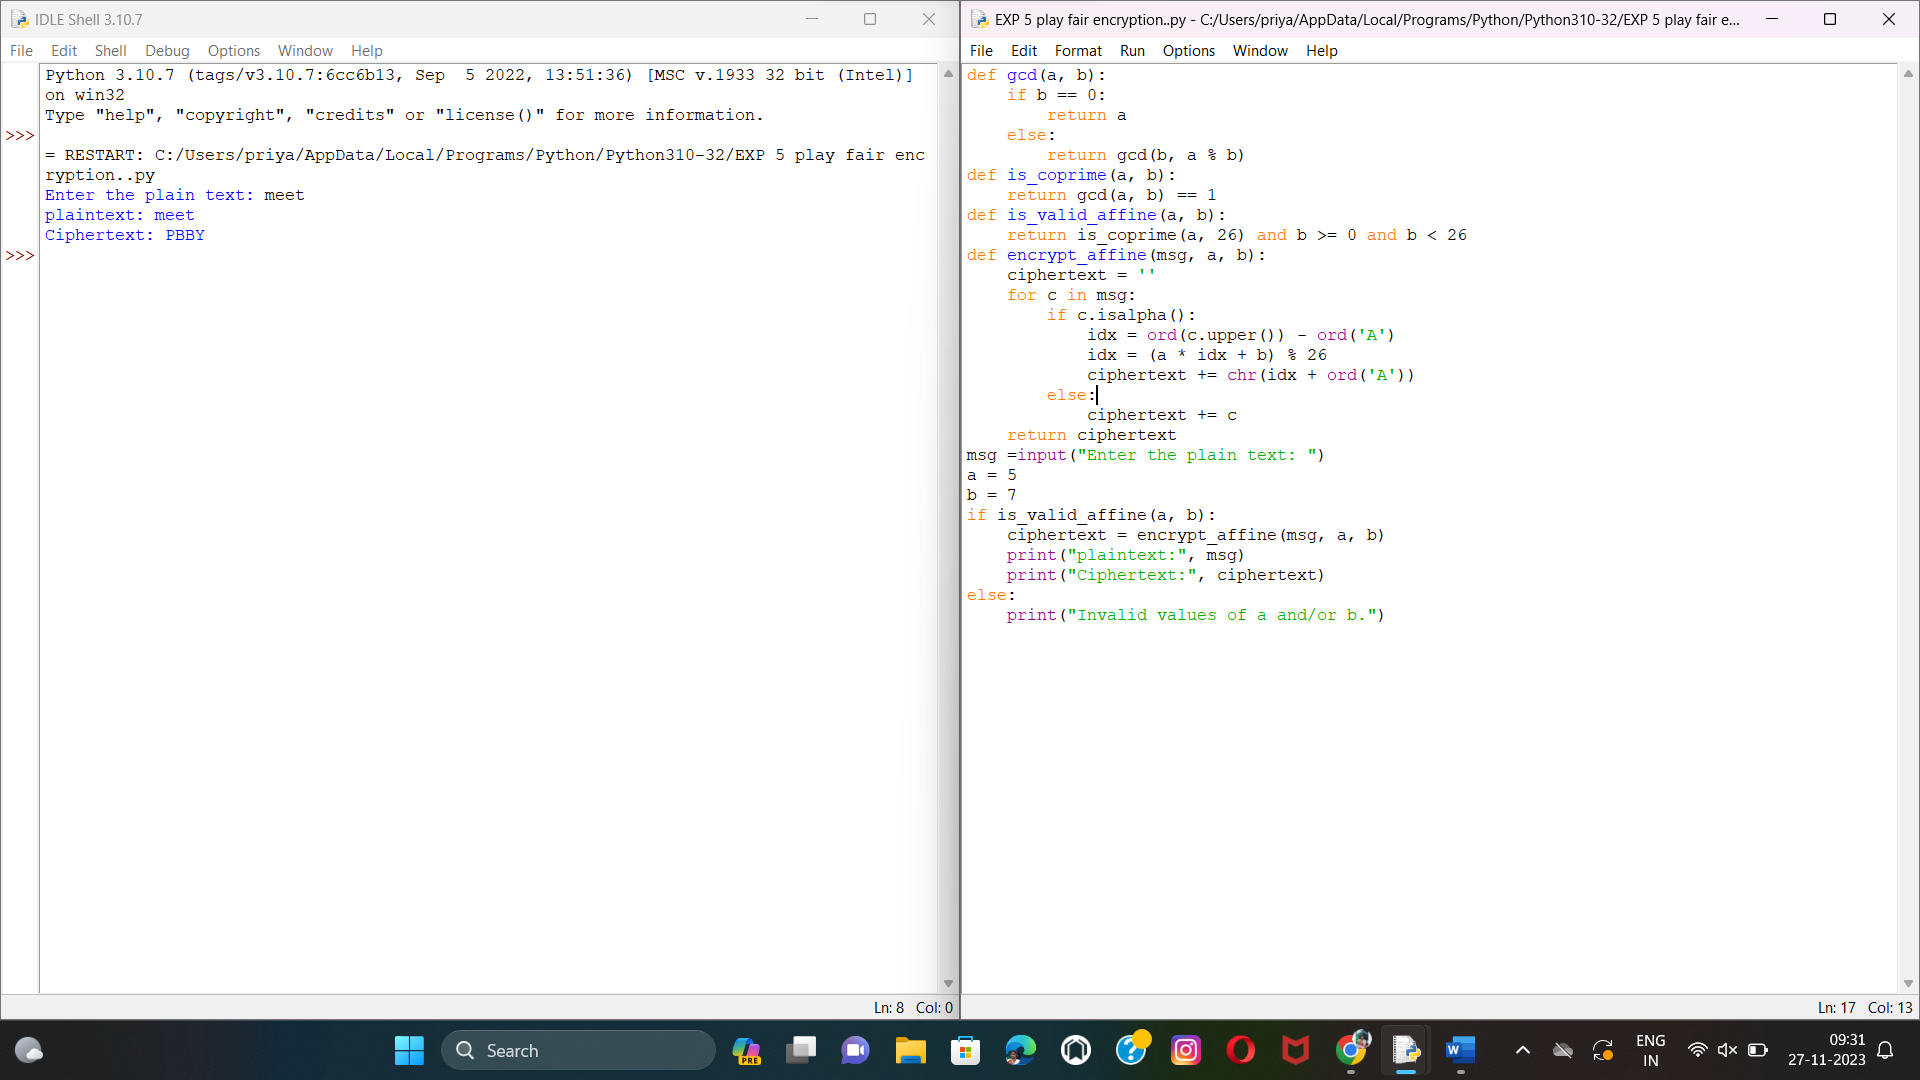 IDLE Shell 3.10.7
File Edit Shell Debug Options Window Help
Python 3.10.7 (tags/v3.10.7:6cc6b13, Sep  5 2022, 13:51:36) [MSC v.1933 32 bit (Intel)]
on win32
Type "help", "copyright", "credits" or "license()" for more information.
>>>
= RESTART: C:/Users/priya/AppData/Local/Programs/Python/Python310-32/EXP 5 play fair enc
ryption..py
Enter the plain text: meet
plaintext: meet
Ciphertext: PBBY
>>>
Ln: 8 Col: 0
EXP 5 play fair encryption..py - C:/Users/priya/AppData/Local/Programs/Python/Python310-32/EXP 5 play fair e...
File Edit Format Run Options Window Help
def gcd(a, b):
    if b == 0:
        return a
    else:
        return gcd(b, a % b)
def is_coprime(a, b):
    return gcd(a, b) == 1
def is_valid_affine(a, b):
    return is_coprime(a, 26) and b >= 0 and b < 26
def encrypt_affine(msg, a, b):
    ciphertext = ''
    for c in msg:
        if c.isalpha():
            idx = ord(c.upper()) - ord('A')
            idx = (a * idx + b) % 26
            ciphertext += chr(idx + ord('A'))
        else:
            ciphertext += c
    return ciphertext
msg =input("Enter the plain text: ")
a = 5
b = 7
if is_valid_affine(a, b):
    ciphertext = encrypt_affine(msg, a, b)
    print("plaintext:", msg)
    print("Ciphertext:", ciphertext)
else:
    print("Invalid values of a and/or b.")
Ln: 17 Col: 13
Search
PRE
W
ENG
IN
09:31
27-11-2023